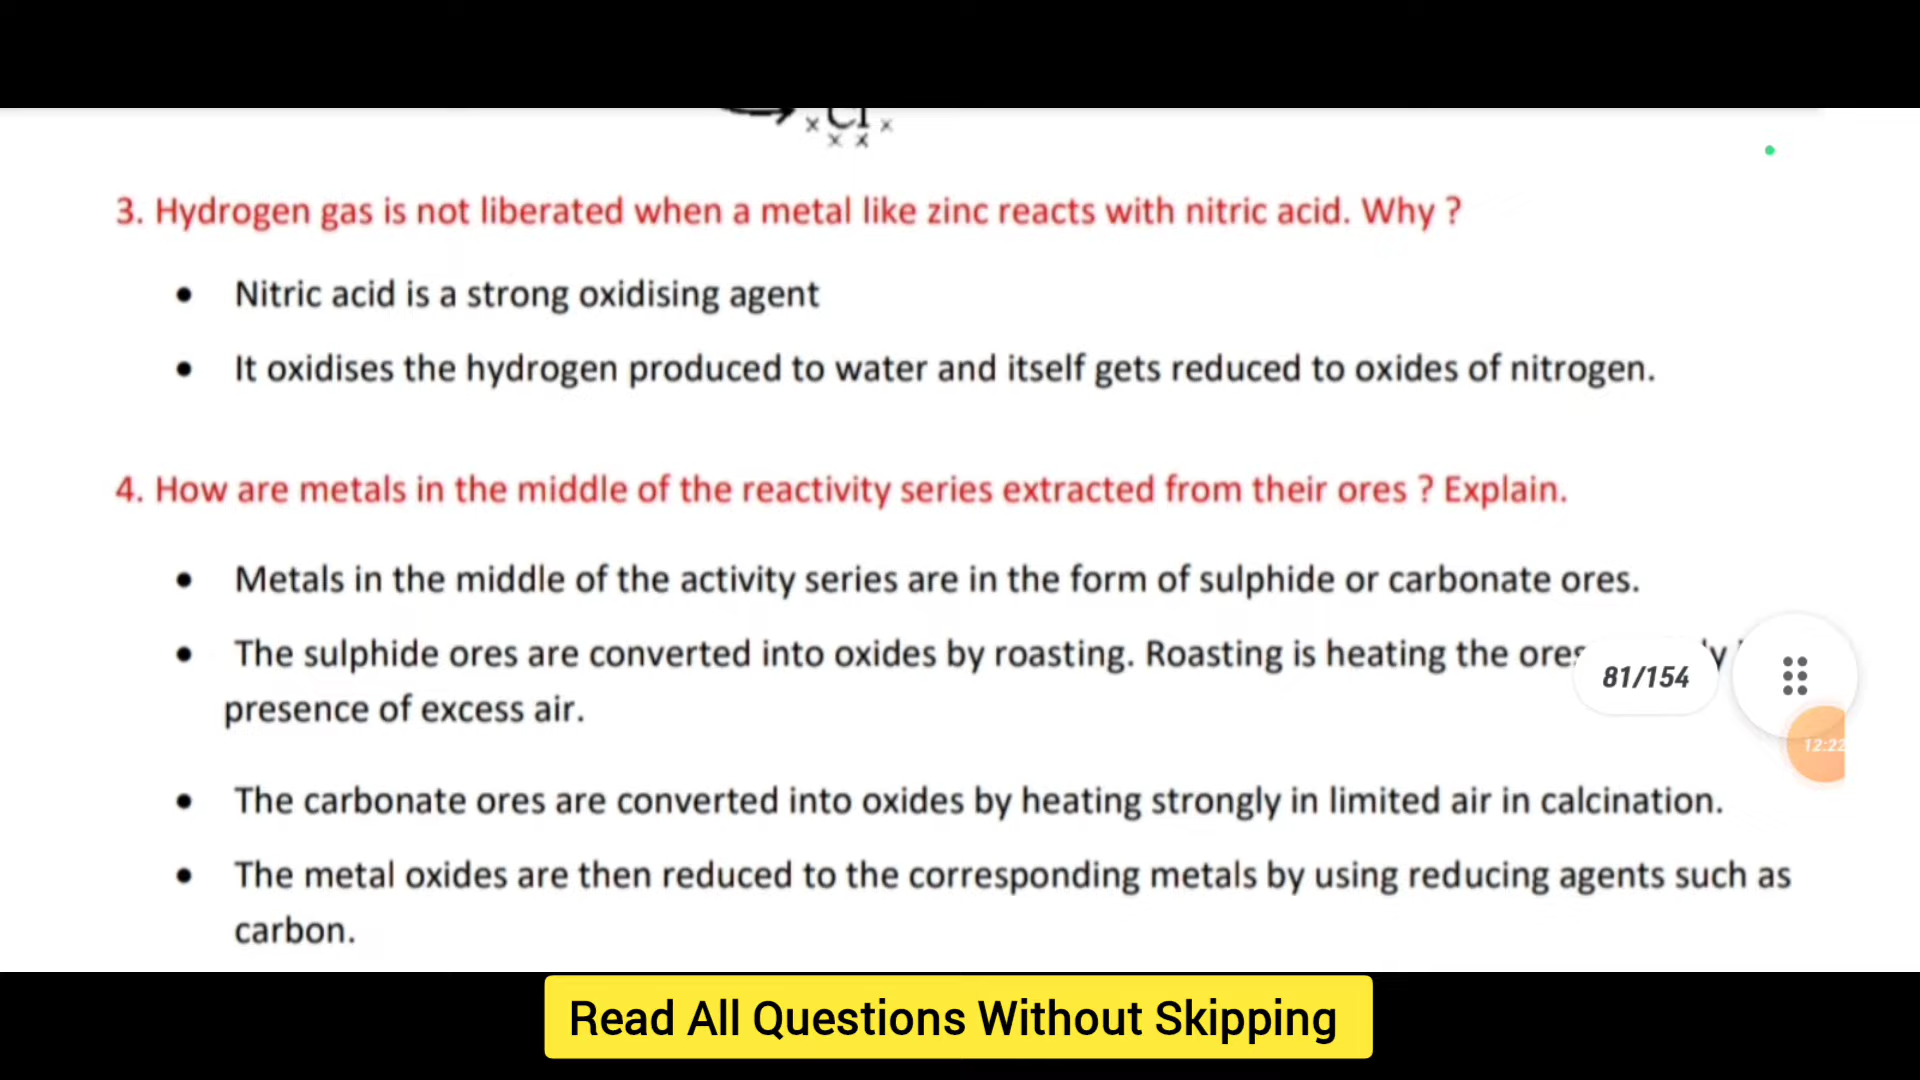 Cl
3. Hydrogen gas is not liberated when a metal like zinc reacts with nitric acid. Why ?
• Nitric acid is a strong oxidising agent
• It oxidises the hydrogen produced to water and itself gets reduced to oxides of nitrogen.
4. How are metals in the middle of the reactivity series extracted from their ores ? Explain.
• Metals in the middle of the activity series are in the form of sulphide or carbonate ores.
• The sulphide ores are converted into oxides by roasting. Roasting is heating the
81/154
presence of excess air.
12:22
• The carbonate ores are converted into oxides by heating strongly in limited air in calcination.
• The metal oxides are then reduced to the corresponding metals by using reducing agents such as
carbon.
Read All Questions Without Skipping